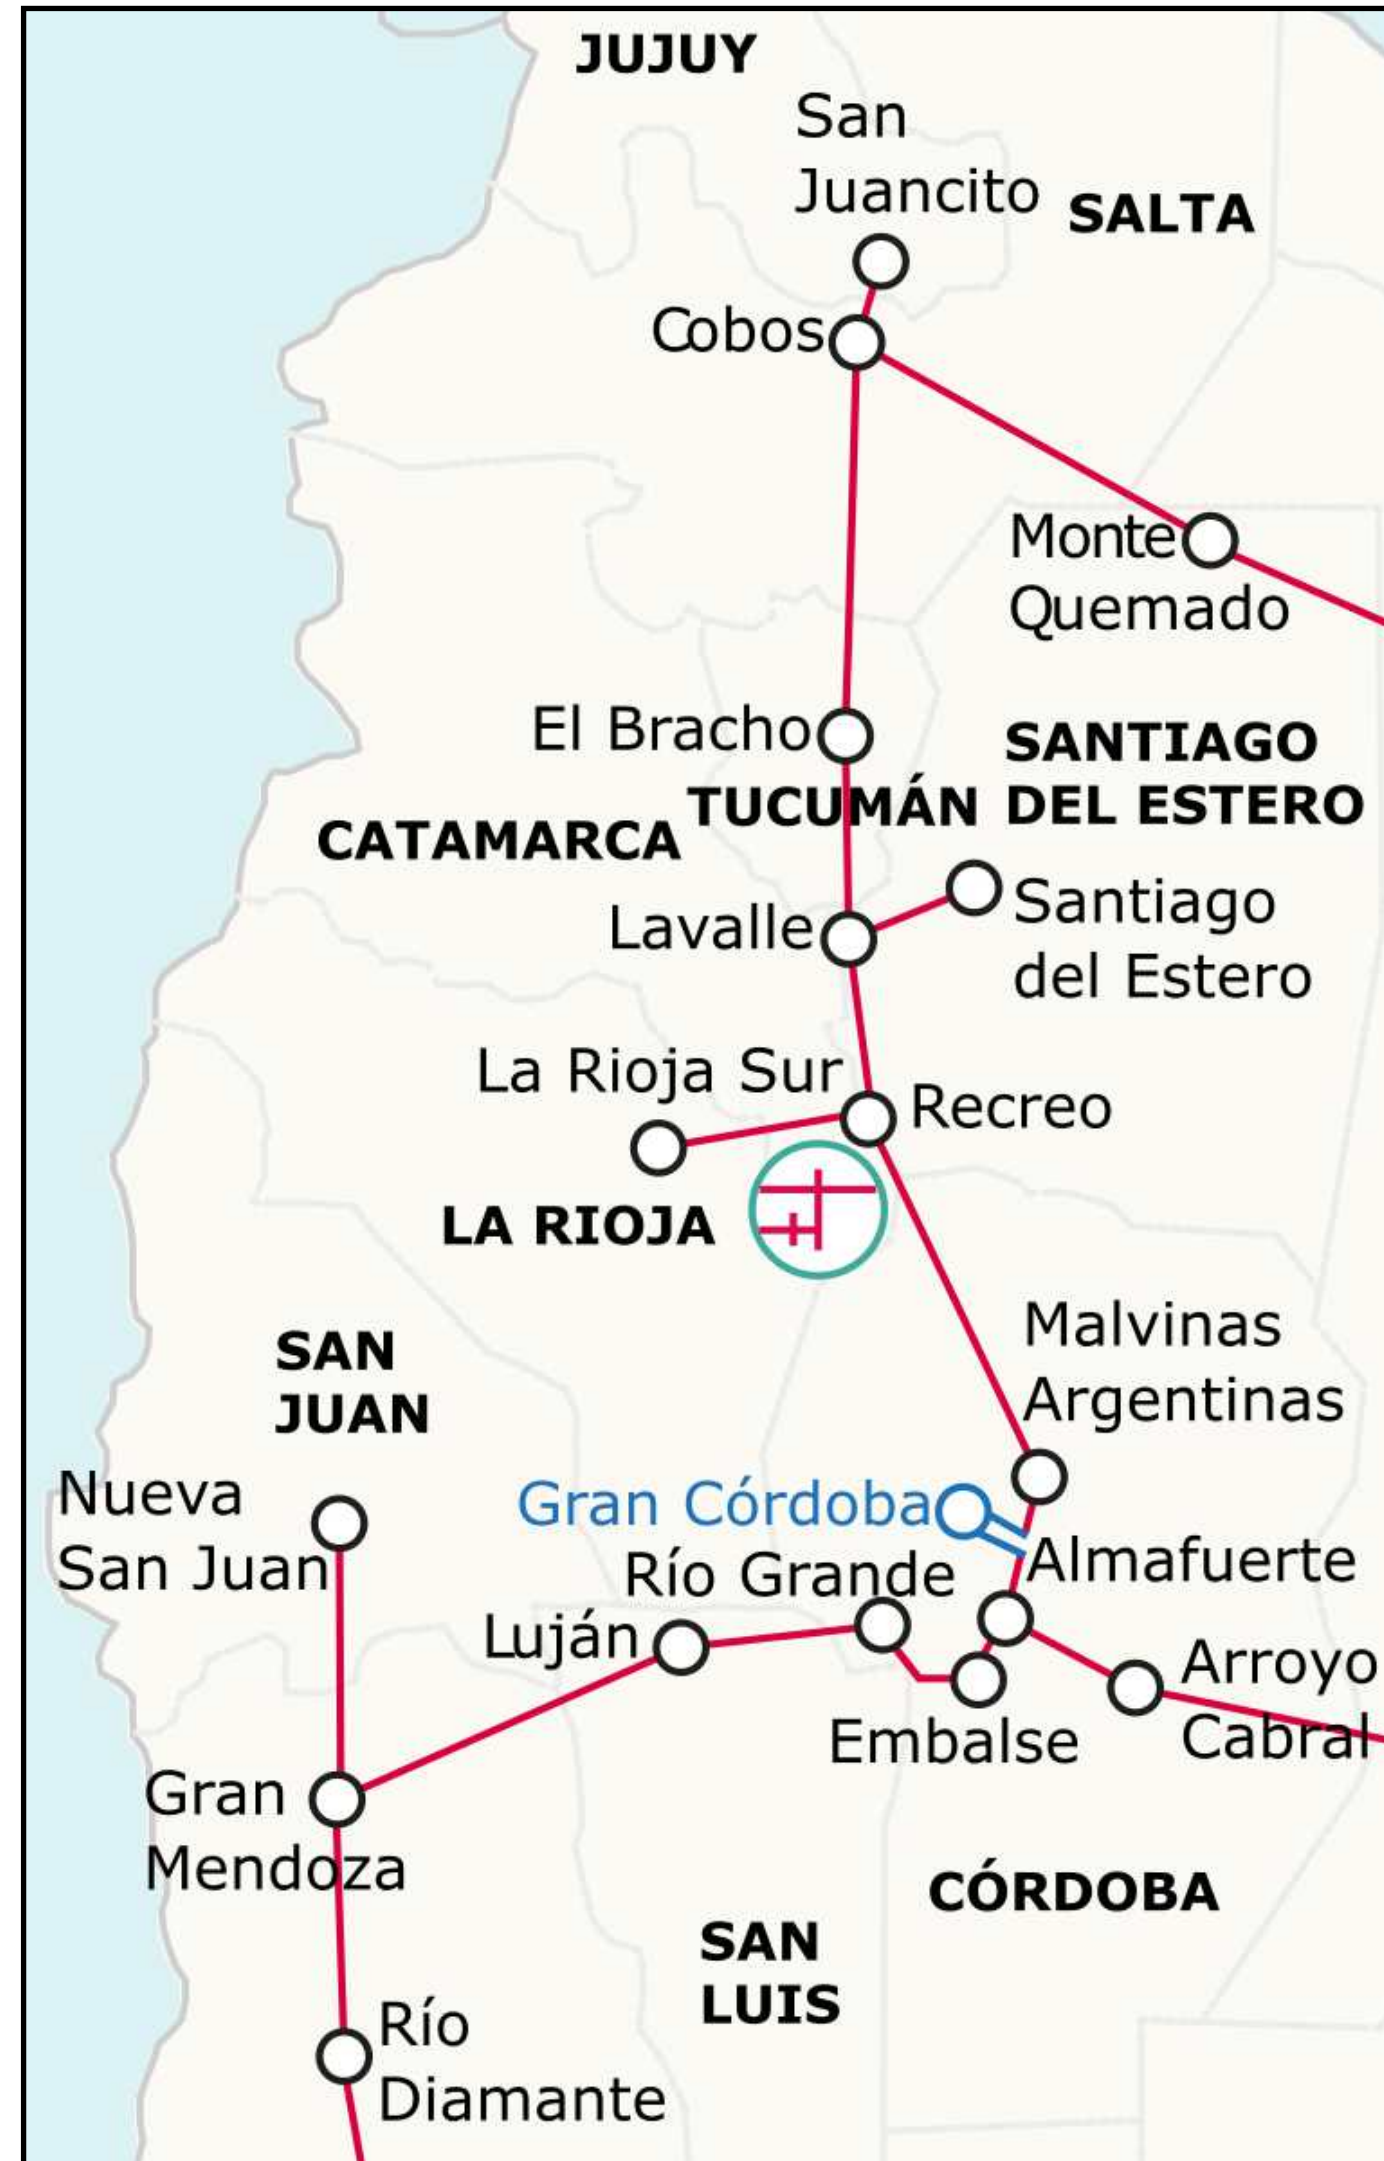 JUJUY
San
Juancito
SALTA
Cobos
Monte
Quemado
El Bracho
SANTIAGO
DEL ESTERO
TUCUMÁN
CATAMARCA
Santiago
del Estero
Lavalle
La Rioja Sur
Recreo
LA RIOJA
Malvinas
Argentinas
SAN
JUAN
Nueva
San Juan
Gran Córdoba
Almafuerte
Río Grande
Luján
Arroyo
Cabral
Embalse
Gran
Mendoza
CÓRDOBA
SAN
LUIS
Río
Diamante